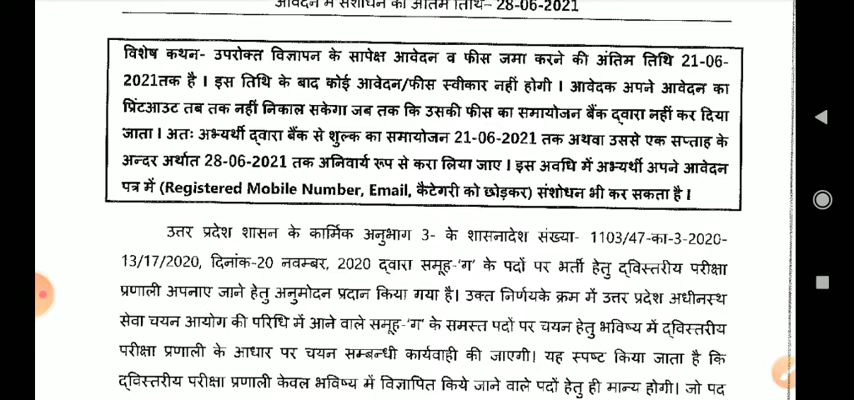 आवेदन में संशोधन की अंतिम तिथि– 28-06-2021
विशेष कथन- उपरोक्त विज्ञापन के सापेक्ष आवेदन व फीस जमा करने की अंतिम तिथि 21-06-
2021तक है । इस तिथि के बाद कोई आवेदन/फीस स्वीकार नहीं होगी । आवेदक अपने आवेदन का
प्रिंटआउट तब तक नहीं निकाल सकेगा जब तक कि उसकी फीस का समायोजन बैंक द्वारा नहीं कर दिया
जाता । अतः अभ्यर्थी द्वारा बैंक से शुल्क का समायोजन 21-06-2021 तक अथवा उससे एक सप्ताह के
अन्दर अर्थात 28-06-2021 तक अनिवार्य रूप से करा लिया जाए । इस अवधि में अभ्यर्थी अपने आवेदन
पत्र में (Registered Mobile Number, Email, कैटेगरी को छोड़कर) संशोधन भी कर सकता है ।
उत्तर प्रदेश शासन के कार्मिक अनुभाग 3- के शासनादेश संख्या- 1103/47-का-3-2020-
13/17/2020, दिनांक-20 नवम्बर, 2020 द्वारा समूह-'ग' के पदों पर भर्ती हेतु द्विस्तरीय परीक्षा
प्रणाली अपनाए जाने हेतु अनुमोदन प्रदान किया गया है। उक्त निर्णयके क्रम में उत्तर प्रदेश अधीनस्थ
सेवा चयन आयोग की परिधि में आने वाले समूह-'ग' के समस्त पदों पर चयन हेतु भविष्य में द्विस्तरीय
परीक्षा प्रणाली के आधार पर चयन सम्बन्धी कार्यवाही की जाएगी। यह स्पष्ट किया जाता है कि
द्विस्तरीय परीक्षा प्रणाली केवल भविष्य में विज्ञापित किये जाने वाले पदों हेतु ही मान्य होगी। जो पद